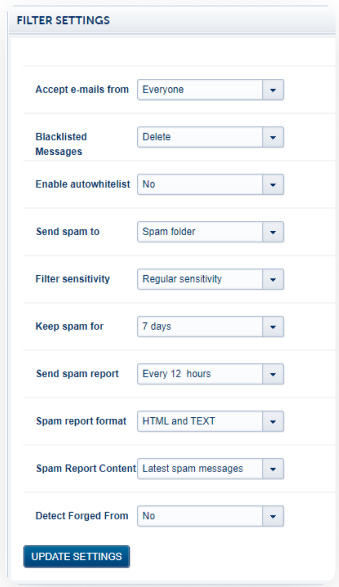 FILTER SETTINGS
Accept e-mails from Everyone
Blacklisted Delete
Messages
Enable autowhitelist No
Send spam to Spam folder
Filter sensitivity Regular sensitivity
Keep spam for 7 days
Send spam report Every 12 hours
Spam report format HTML and TEXT
Spam Report Content Latest spam messages
Detect Forged From No
UPDATE SETTINGS